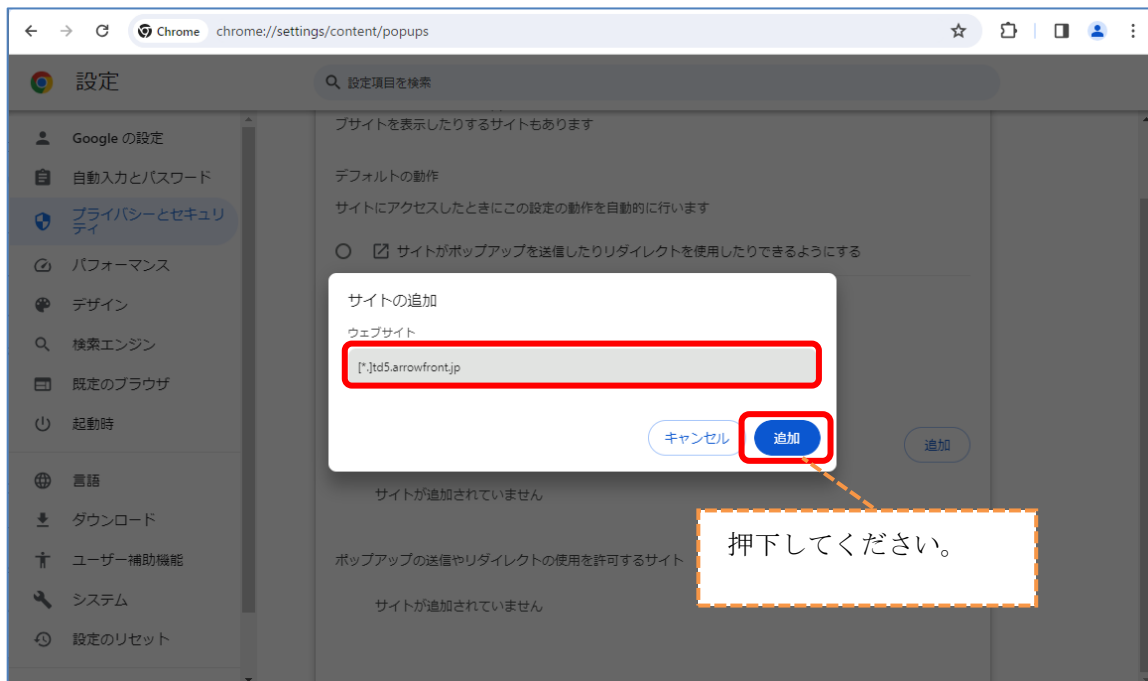 Chrome chrome://settings/content/popups
設定
設定項目を検索
Google の設定
自動入力とパスワード
プライバシーとセキュリ
ティ
パフォーマンス
デザイン
検索エンジン
既定のブラウザ
起動時
言語
ダウンロード
ユーザー補助機能
システム
設定のリセット
ブサイトを表示したりするサイトもあります
デフォルトの動作
サイトにアクセスしたときにこの設定の動作を自動的に行います
サイトがポップアップを送信したりリダイレクトを使用したりできるようにする
サイトの追加
ウェブサイト
[*.]td5.arrowfront.jp
キャンセル
追加
追加
サイトが追加されていません
押下してください。
ポップアップの送信やリダイレクトの使用を許可するサイト
サイトが追加されていません